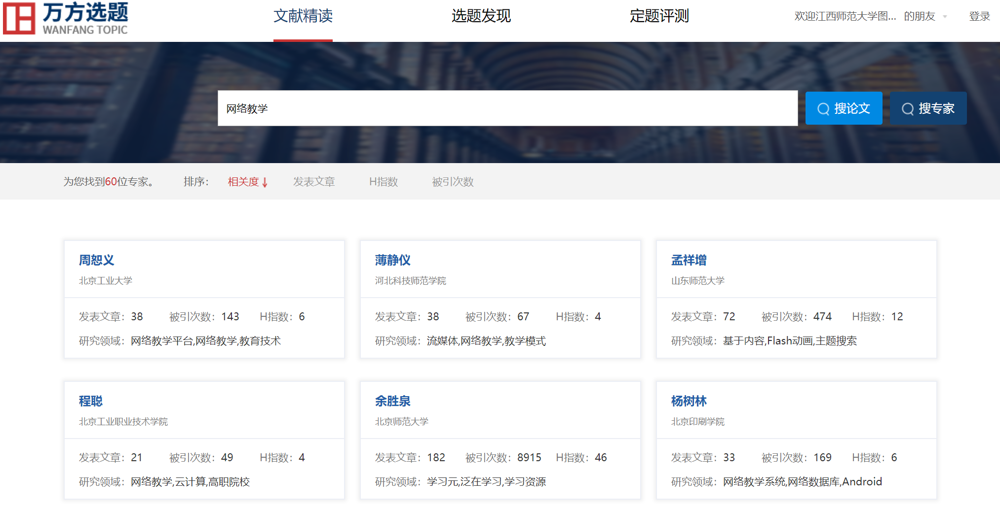 万方选题
WANFANG TOPIC
文献精读 选题发现 定题评测 欢迎江西师范大学图... 的朋友 登录
网络教学 搜论文 搜专家
为您找到60位专家。 排序： 相关度 发表文章 H指数 被引次数
周恕义
北京工业大学
发表文章：38 被引次数：143 H指数：6
研究领域：网络教学平台,网络教学,教育技术
薄静仪
河北科技师范学院
发表文章：38 被引次数：67 H指数：4
研究领域：流媒体,网络教学,教学模式
孟祥增
山东师范大学
发表文章：72 被引次数：474 H指数：12
研究领域：基于内容,Flash动画,主题搜索
程聪
北京工业职业技术学院
发表文章：21 被引次数：49 H指数：4
研究领域：网络教学,云计算,高职院校
余胜泉
北京师范大学
发表文章：182 被引次数：8915 H指数：46
研究领域：学习元,泛在学习,学习资源
杨树林
北京印刷学院
发表文章：33 被引次数：169 H指数：6
研究领域：网络教学系统,网络数据库,Android